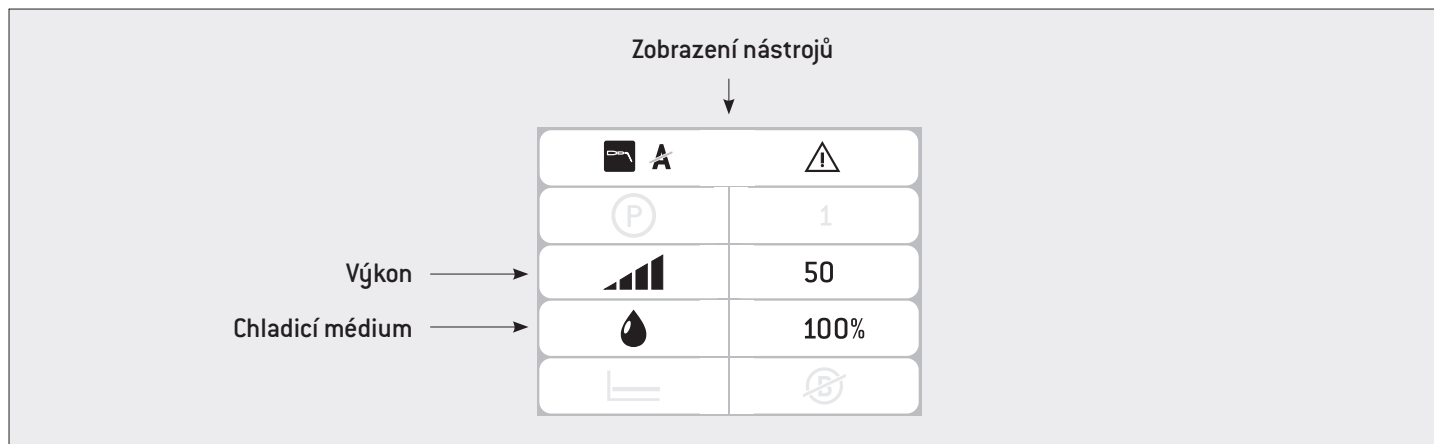 Zobrazení nástrojů
A
P 1
Výkon 50
Chladicí médium 100%
B